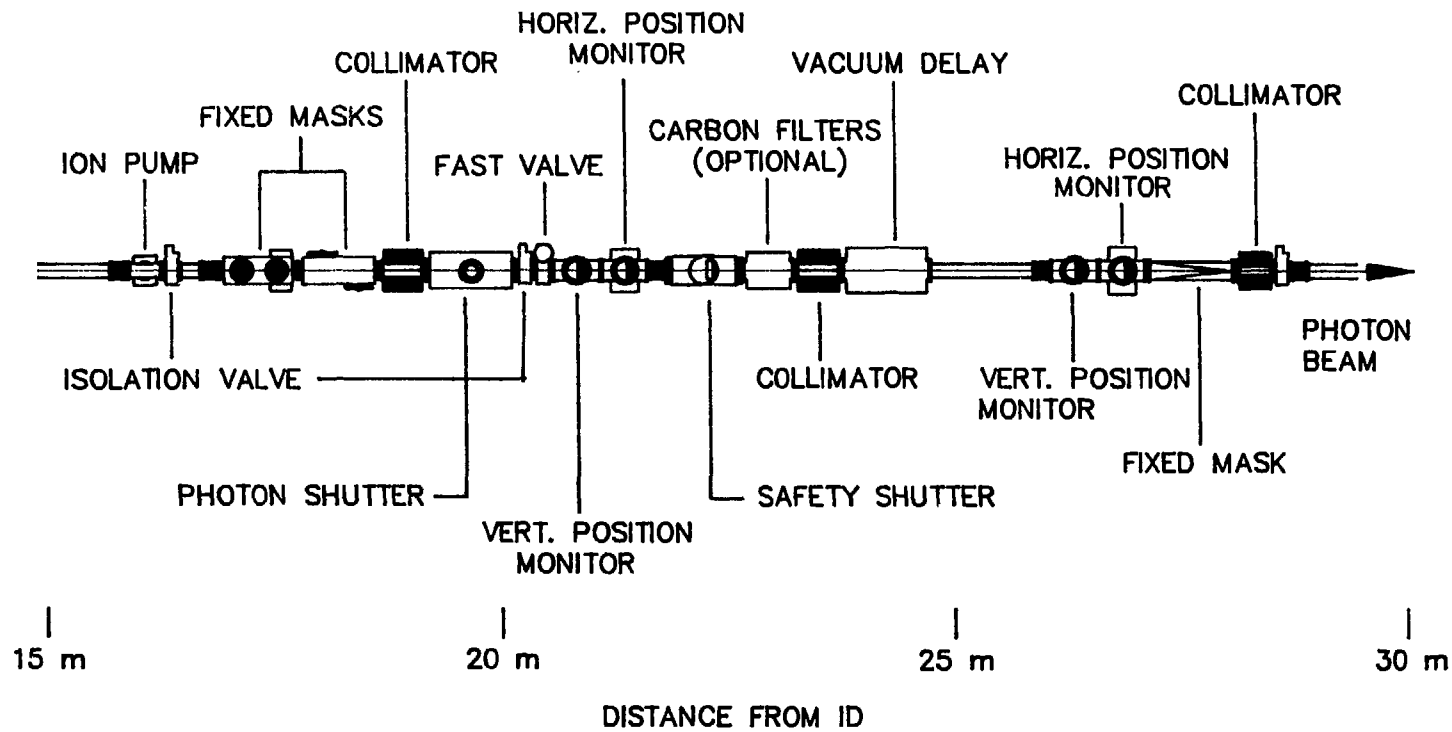 HORIZ. POSITION
MONITOR
COLLIMATOR
VACUUM DELAY
COLLIMATOR
FIXED MASKS
CARBON FILTERS
(OPTIONAL)
ION PUMP
FAST VALVE
HORIZ. POSITION
MONITOR
ISOLATION VALVE
COLLIMATOR
VERT. POSITION
MONITOR
PHOTON
BEAM
FIXED MASK
PHOTON SHUTTER
SAFETY SHUTTER
VERT. POSITION
MONITOR
15 m
20 m
25 m
30 m
DISTANCE FROM ID